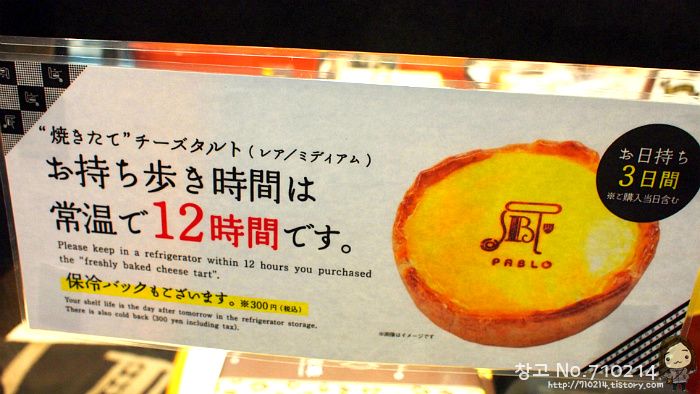 “焼きたて”チーズタルト(レア/ミディアム)
お持ち歩き時間は
常温で12時間です。
Please keep in a refrigerator within 12 hours you purchased
the "freshly baked cheese tart".
保冷バックもございます。※300円(税込)
Your shelf life is the day after tomorrow in the refrigerator storage.
There is also cold back (300 yen including tax).
お日持ち
3日間
※ご購入当日含む
PABLO
※画像はイメージです
창고 No.710214
http://710214.tistory.com/